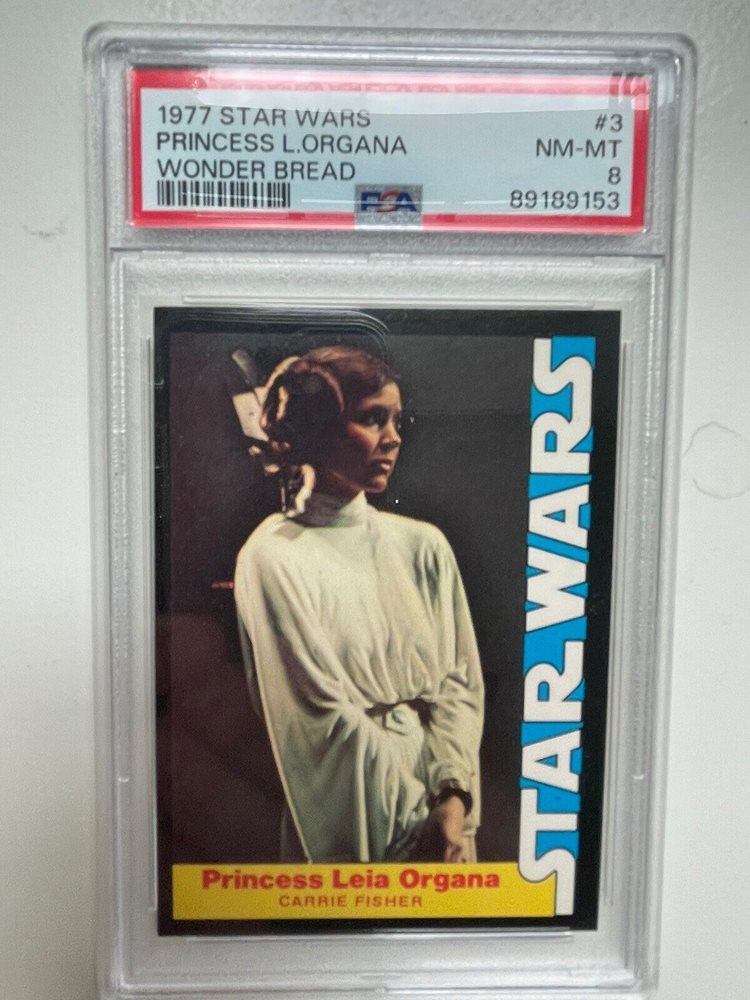 1977 STAR WARS
#3
PRINCESS L.ORGANA
NM-MT
WONDER BREAD
8
PSA
89189153
STAR WARS
Princess Leia Organa
CARRIE FISHER